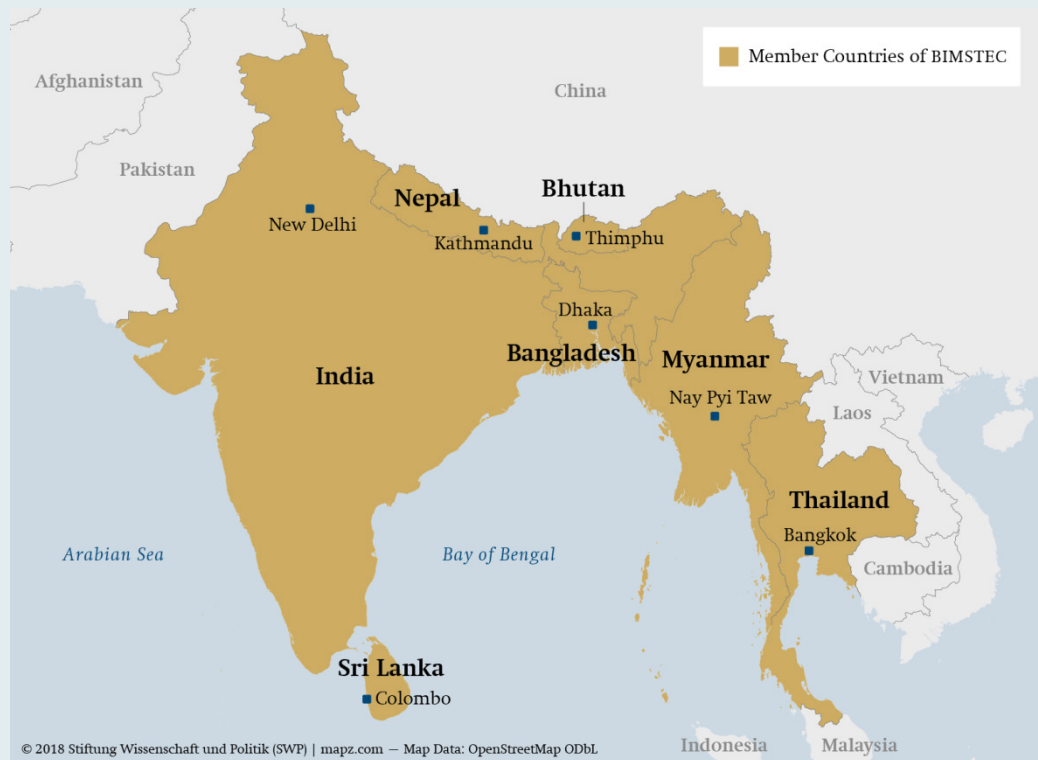 Member Countries of BIMSTEC
Afghanistan
China
Pakistan
Bhutan
Nepal
New Delhi
Kathmandu
Thimphu
Dhaka
Bangladesh
Myanmar
India
Vietnam
Nay Pyi Taw
Laos
Thailand
Bangkok
Arabian Sea
Bay of Bengal
Cambodia
Sri Lanka
Colombo
Indonesia
Malaysia
© 2018 Stiftung Wissenschaft und Politik (SWP) | mapz.com — Map Data: OpenStreetMap ODbL